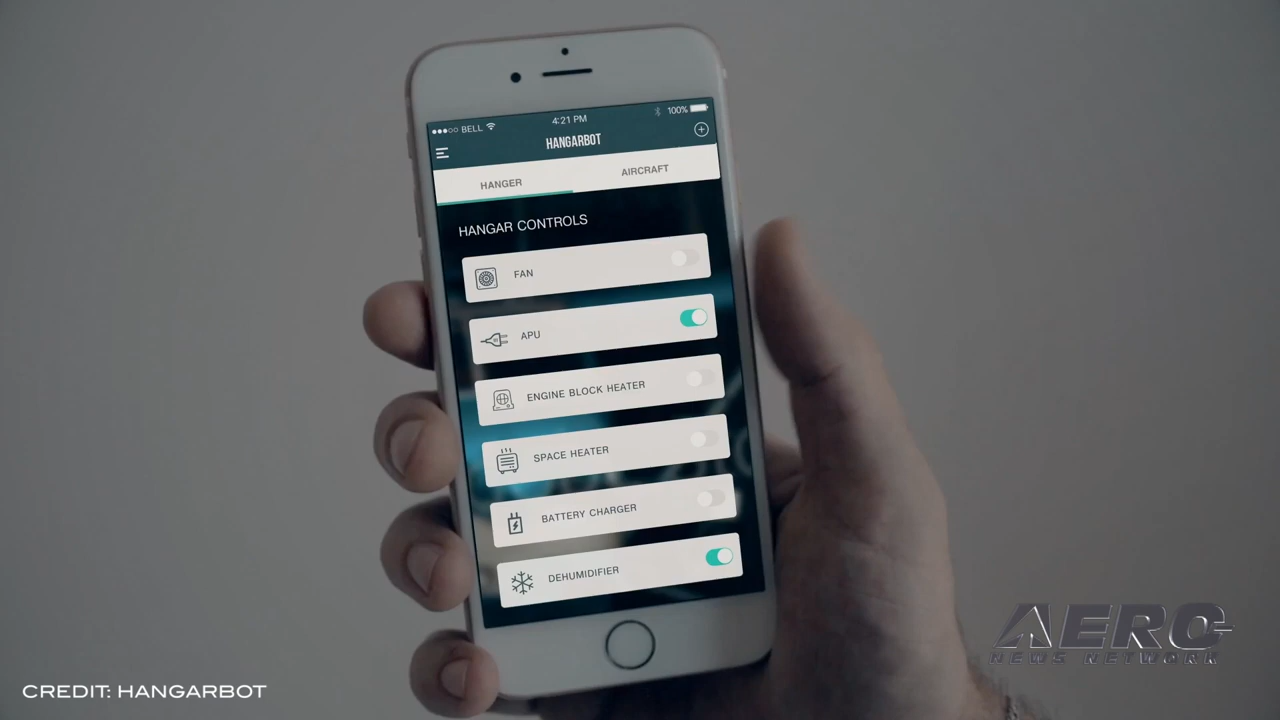 BELL 4:21 PM 100%
HANGARBOT
HANGER AIRCRAFT
HANGAR CONTROLS
FAN
APU
ENGINE BLOCK HEATER
SPACE HEATER
BATTERY CHARGER
DEHUMIDIFIER
AERO
NEWS NETWORK
CREDIT: HANGARBOT